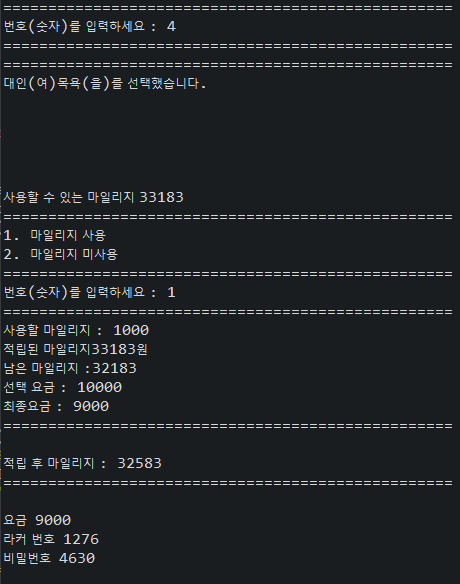 ==================================================
번호(숫자)를 입력하세요 : 4
==================================================
==================================================
대인(여)목욕(을)를 선택했습니다.
사용할 수 있는 마일리지 33183
==================================================
1. 마일리지 사용
2. 마일리지 미사용
==================================================
번호(숫자)를 입력하세요 : 1
==================================================
사용할 마일리지 : 1000
적립된 마일리지33183원
남은 마일리지 :32183
선택 요금 : 10000
최종요금 : 9000
==================================================
적립 후 마일리지 : 32583
==================================================
요금 9000
라커 번호 1276
비밀번호 4630